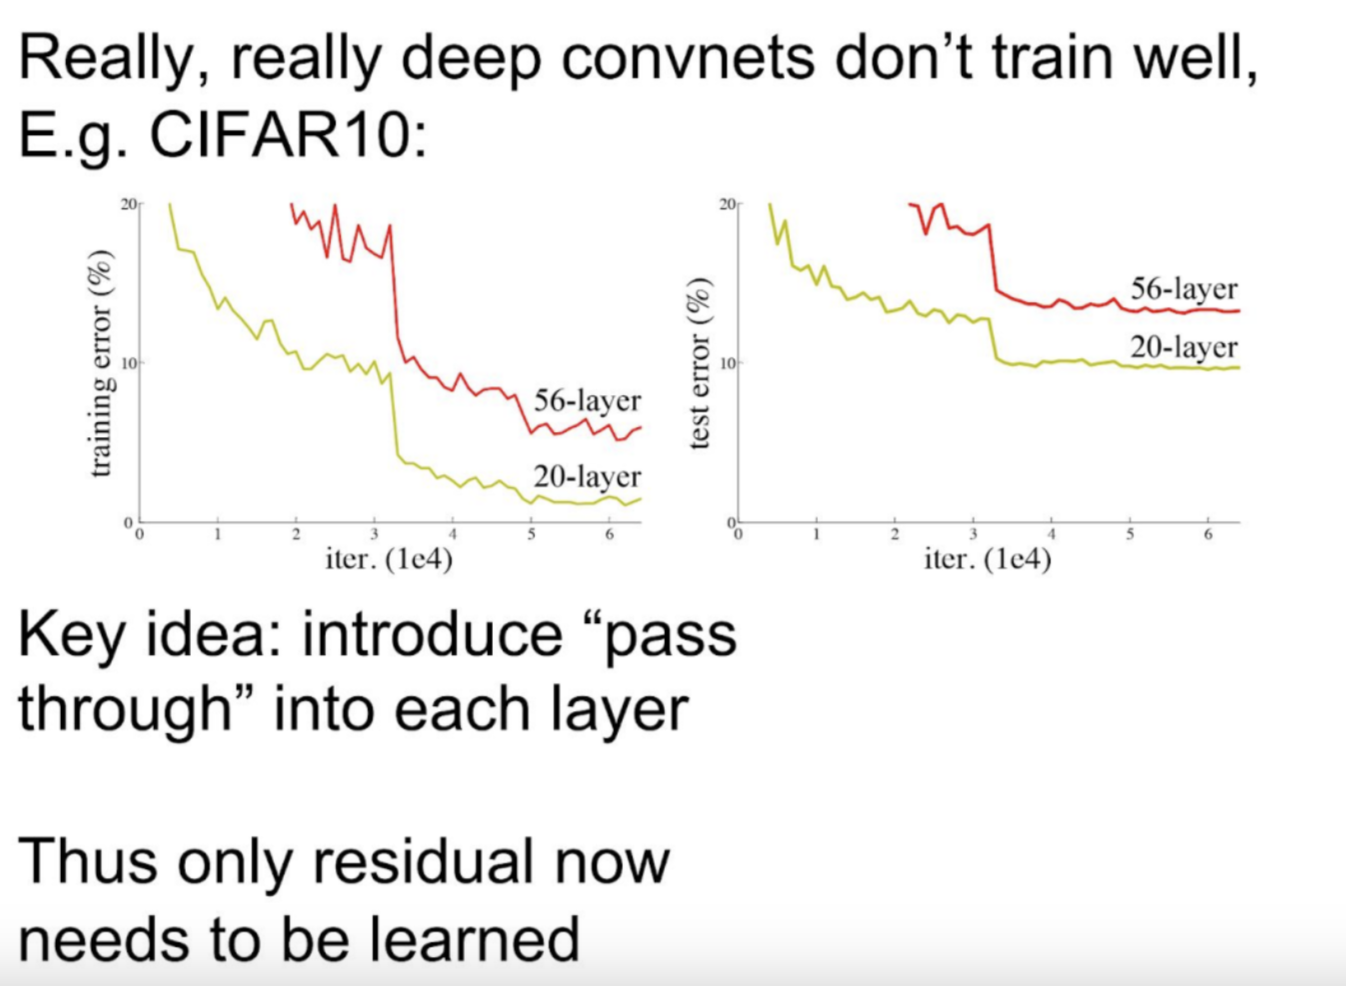 Really, really deep convnets don’t train well,
E.g. CIFAR10:
20
10
0
training error (%)
56-layer
20-layer
0 1 2 3 4 5 6
iter. (1e4)
20
10
0
test error (%)
56-layer
20-layer
0 1 2 3 4 5 6
iter. (1e4)
Key idea: introduce “pass
through” into each layer
Thus only residual now
needs to be learned